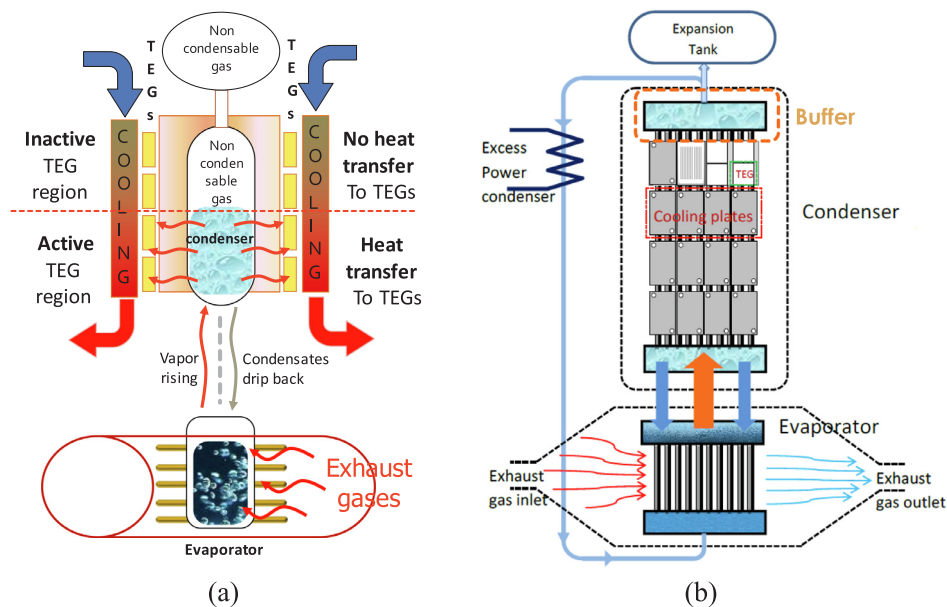 Non
condensable
gas
T
E
G
s
T
E
G
s
Inactive
TEG
region
COOLING
Non
conden
sable
gas
COOLING
No heat
transfer
To TEGs
Active
TEG
region
condenser
Heat
transfer
To TEGs
Vapor
rising
Condensates
drip back
Exhaust
gases
Evaporator
(a)
Expansion
Tank
Buffer
Excess
Power
condenser
TEG
Cooling plates
Condenser
Evaporator
Exhaust
gas inlet
Exhaust
gas outlet
(b)